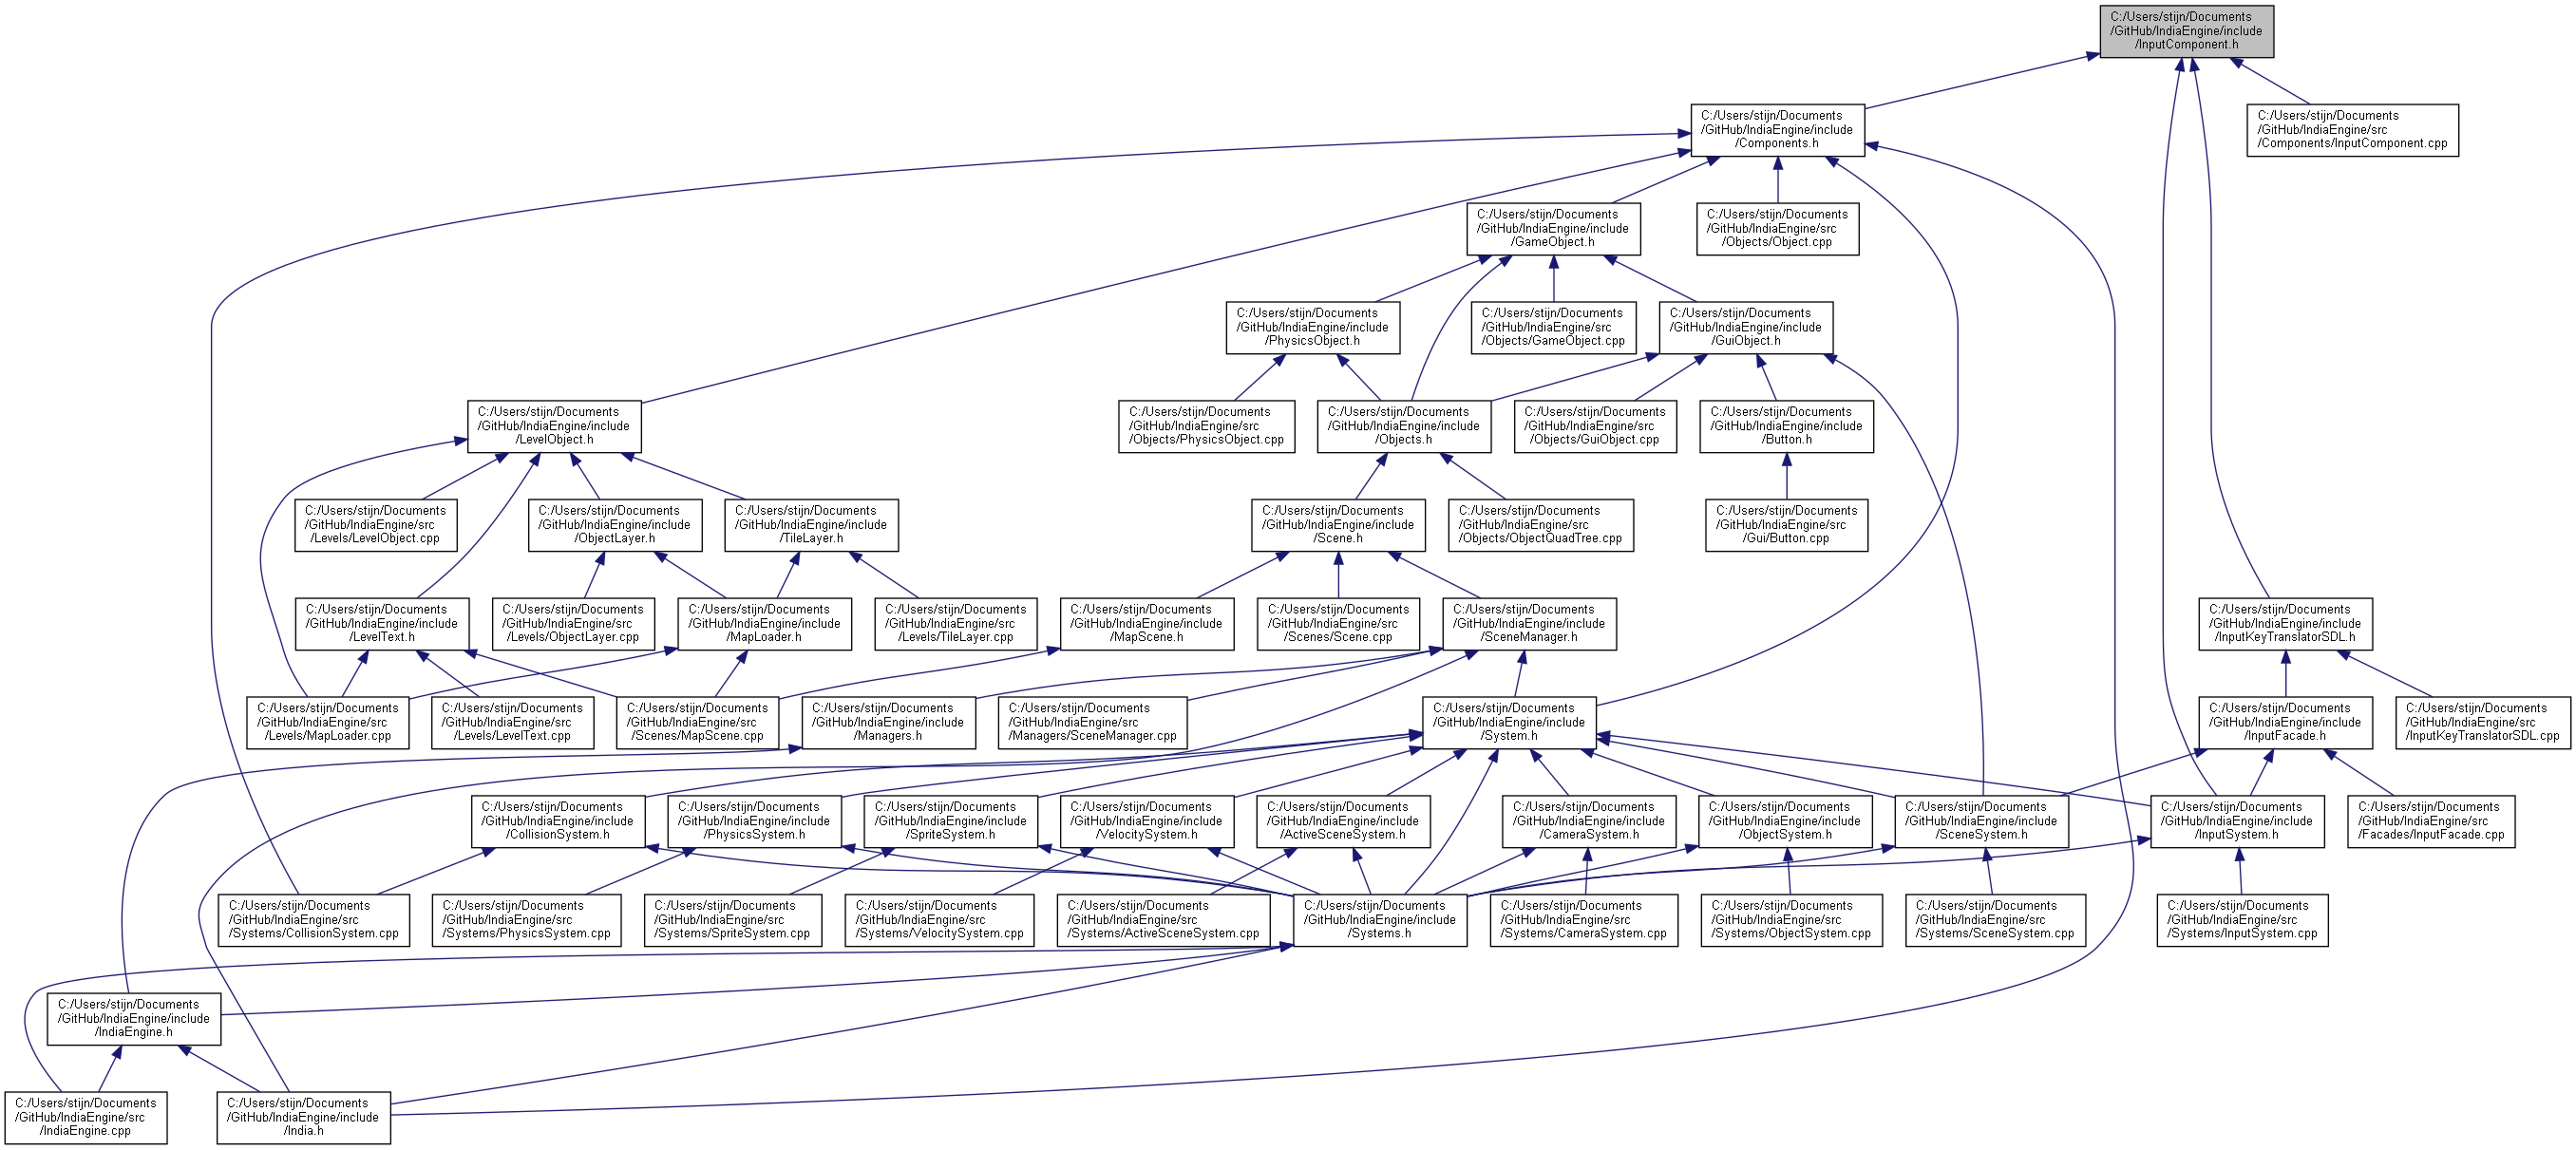 C:/Users/stijn/Documents
/GitHub/IndiaEngine/include
/InputComponent.h
C:/Users/stijn/Documents
/GitHub/IndiaEngine/include
/Components.h
C:/Users/stijn/Documents
/GitHub/IndiaEngine/src
/Components/InputComponent.cpp
C:/Users/stijn/Documents
/GitHub/IndiaEngine/include
/GameObject.h
C:/Users/stijn/Documents
/GitHub/IndiaEngine/src
/Objects/Object.cpp
C:/Users/stijn/Documents
/GitHub/IndiaEngine/include
/PhysicsObject.h
C:/Users/stijn/Documents
/GitHub/IndiaEngine/src
/Objects/GameObject.cpp
C:/Users/stijn/Documents
/GitHub/IndiaEngine/include
/GuiObject.h
C:/Users/stijn/Documents
/GitHub/IndiaEngine/include
/LevelObject.h
C:/Users/stijn/Documents
/GitHub/IndiaEngine/src
/Objects/PhysicsObject.cpp
C:/Users/stijn/Documents
/GitHub/IndiaEngine/include
/Objects.h
C:/Users/stijn/Documents
/GitHub/IndiaEngine/src
/Objects/GuiObject.cpp
C:/Users/stijn/Documents
/GitHub/IndiaEngine/include
/Button.h
C:/Users/stijn/Documents
/GitHub/IndiaEngine/src
/Levels/LevelObject.cpp
C:/Users/stijn/Documents
/GitHub/IndiaEngine/include
/ObjectLayer.h
C:/Users/stijn/Documents
/GitHub/IndiaEngine/include
/TileLayer.h
C:/Users/stijn/Documents
/GitHub/IndiaEngine/include
/Scene.h
C:/Users/stijn/Documents
/GitHub/IndiaEngine/src
/Objects/ObjectQuadTree.cpp
C:/Users/stijn/Documents
/GitHub/IndiaEngine/src
/Gui/Button.cpp
C:/Users/stijn/Documents
/GitHub/IndiaEngine/include
/LevelText.h
C:/Users/stijn/Documents
/GitHub/IndiaEngine/src
/Levels/ObjectLayer.cpp
C:/Users/stijn/Documents
/GitHub/IndiaEngine/include
/MapLoader.h
C:/Users/stijn/Documents
/GitHub/IndiaEngine/src
/Levels/TileLayer.cpp
C:/Users/stijn/Documents
/GitHub/IndiaEngine/include
/MapScene.h
C:/Users/stijn/Documents
/GitHub/IndiaEngine/src
/Scenes/Scene.cpp
C:/Users/stijn/Documents
/GitHub/IndiaEngine/include
/SceneManager.h
C:/Users/stijn/Documents
/GitHub/IndiaEngine/include
/InputKeyTranslatorSDL.h
C:/Users/stijn/Documents
/GitHub/IndiaEngine/src
/Levels/MapLoader.cpp
C:/Users/stijn/Documents
/GitHub/IndiaEngine/src
/Levels/LevelText.cpp
C:/Users/stijn/Documents
/GitHub/IndiaEngine/src
/Scenes/MapScene.cpp
C:/Users/stijn/Documents
/GitHub/IndiaEngine/include
/Managers.h
C:/Users/stijn/Documents
/GitHub/IndiaEngine/src
/Managers/SceneManager.cpp
C:/Users/stijn/Documents
/GitHub/IndiaEngine/include
/System.h
C:/Users/stijn/Documents
/GitHub/IndiaEngine/include
/InputFacade.h
C:/Users/stijn/Documents
/GitHub/IndiaEngine/src
/InputKeyTranslatorSDL.cpp
C:/Users/stijn/Documents
/GitHub/IndiaEngine/include
/CollisionSystem.h
C:/Users/stijn/Documents
/GitHub/IndiaEngine/include
/PhysicsSystem.h
C:/Users/stijn/Documents
/GitHub/IndiaEngine/include
/SpriteSystem.h
C:/Users/stijn/Documents
/GitHub/IndiaEngine/include
/VelocitySystem.h
C:/Users/stijn/Documents
/GitHub/IndiaEngine/include
/ActiveSceneSystem.h
C:/Users/stijn/Documents
/GitHub/IndiaEngine/include
/CameraSystem.h
C:/Users/stijn/Documents
/GitHub/IndiaEngine/include
/ObjectSystem.h
C:/Users/stijn/Documents
/GitHub/IndiaEngine/include
/SceneSystem.h
C:/Users/stijn/Documents
/GitHub/IndiaEngine/include
/InputSystem.h
C:/Users/stijn/Documents
/GitHub/IndiaEngine/src
/Facades/InputFacade.cpp
C:/Users/stijn/Documents
/GitHub/IndiaEngine/src
/Systems/CollisionSystem.cpp
C:/Users/stijn/Documents
/GitHub/IndiaEngine/src
/Systems/PhysicsSystem.cpp
C:/Users/stijn/Documents
/GitHub/IndiaEngine/src
/Systems/SpriteSystem.cpp
C:/Users/stijn/Documents
/GitHub/IndiaEngine/src
/Systems/VelocitySystem.cpp
C:/Users/stijn/Documents
/GitHub/IndiaEngine/src
/Systems/ActiveSceneSystem.cpp
C:/Users/stijn/Documents
/GitHub/IndiaEngine/include
/Systems.h
C:/Users/stijn/Documents
/GitHub/IndiaEngine/src
/Systems/CameraSystem.cpp
C:/Users/stijn/Documents
/GitHub/IndiaEngine/src
/Systems/ObjectSystem.cpp
C:/Users/stijn/Documents
/GitHub/IndiaEngine/src
/Systems/SceneSystem.cpp
C:/Users/stijn/Documents
/GitHub/IndiaEngine/src
/Systems/InputSystem.cpp
C:/Users/stijn/Documents
/GitHub/IndiaEngine/include
/IndiaEngine.h
C:/Users/stijn/Documents
/GitHub/IndiaEngine/src
/IndiaEngine.cpp
C:/Users/stijn/Documents
/GitHub/IndiaEngine/include
/India.h